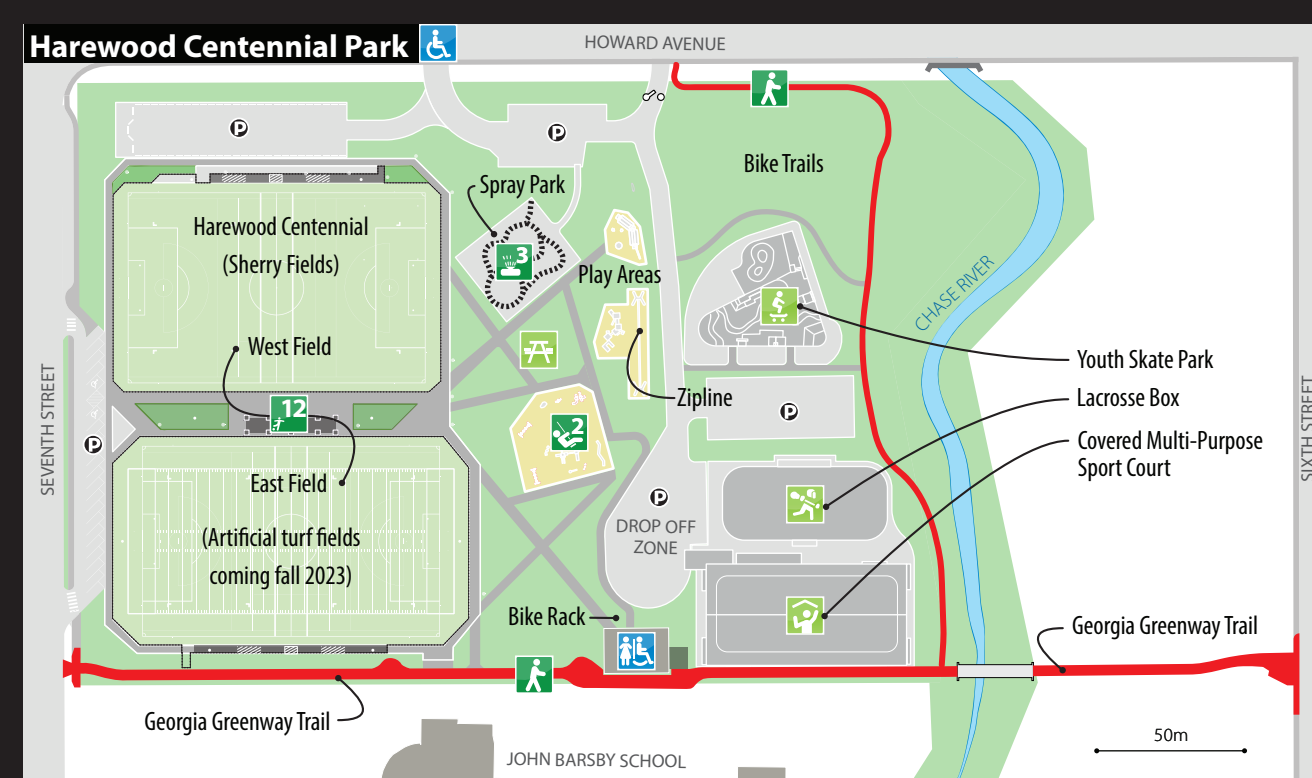 Harewood Centennial Park
HOWARD AVENUE
P
P
Bike Trails
Spray Park
Harewood Centennial
(Sherry Fields)
3
Play Areas
CHASE RIVER
West Field
Youth Skate Park
SEVENTH STREET
SIXTH STREET
Zipline
Lacrosse Box
12
P
2
P
Covered Multi-Purpose
Sport Court
East Field
P
DROP OFF
ZONE
(Artificial turf fields
coming fall 2023)
Bike Rack
Georgia Greenway Trail
Georgia Greenway Trail
50m
JOHN BARSBY SCHOOL